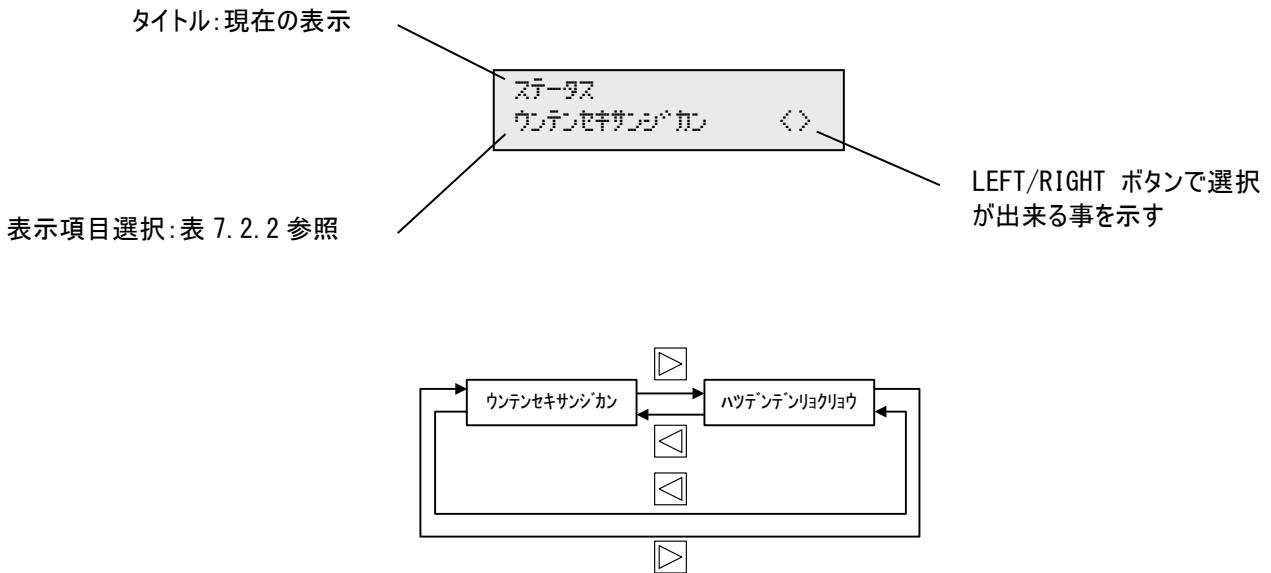 タイトル:現在の表示
ステータス
ウンテンセキサンジカン <>
LEFT/RIGHT ボタンで選択
が出来る事を示す
表示項目選択:表 7.2.2 参照
▷
ウンテンセキサンジカン
ハツデンデンリョクリョウ
◁
◁
▷